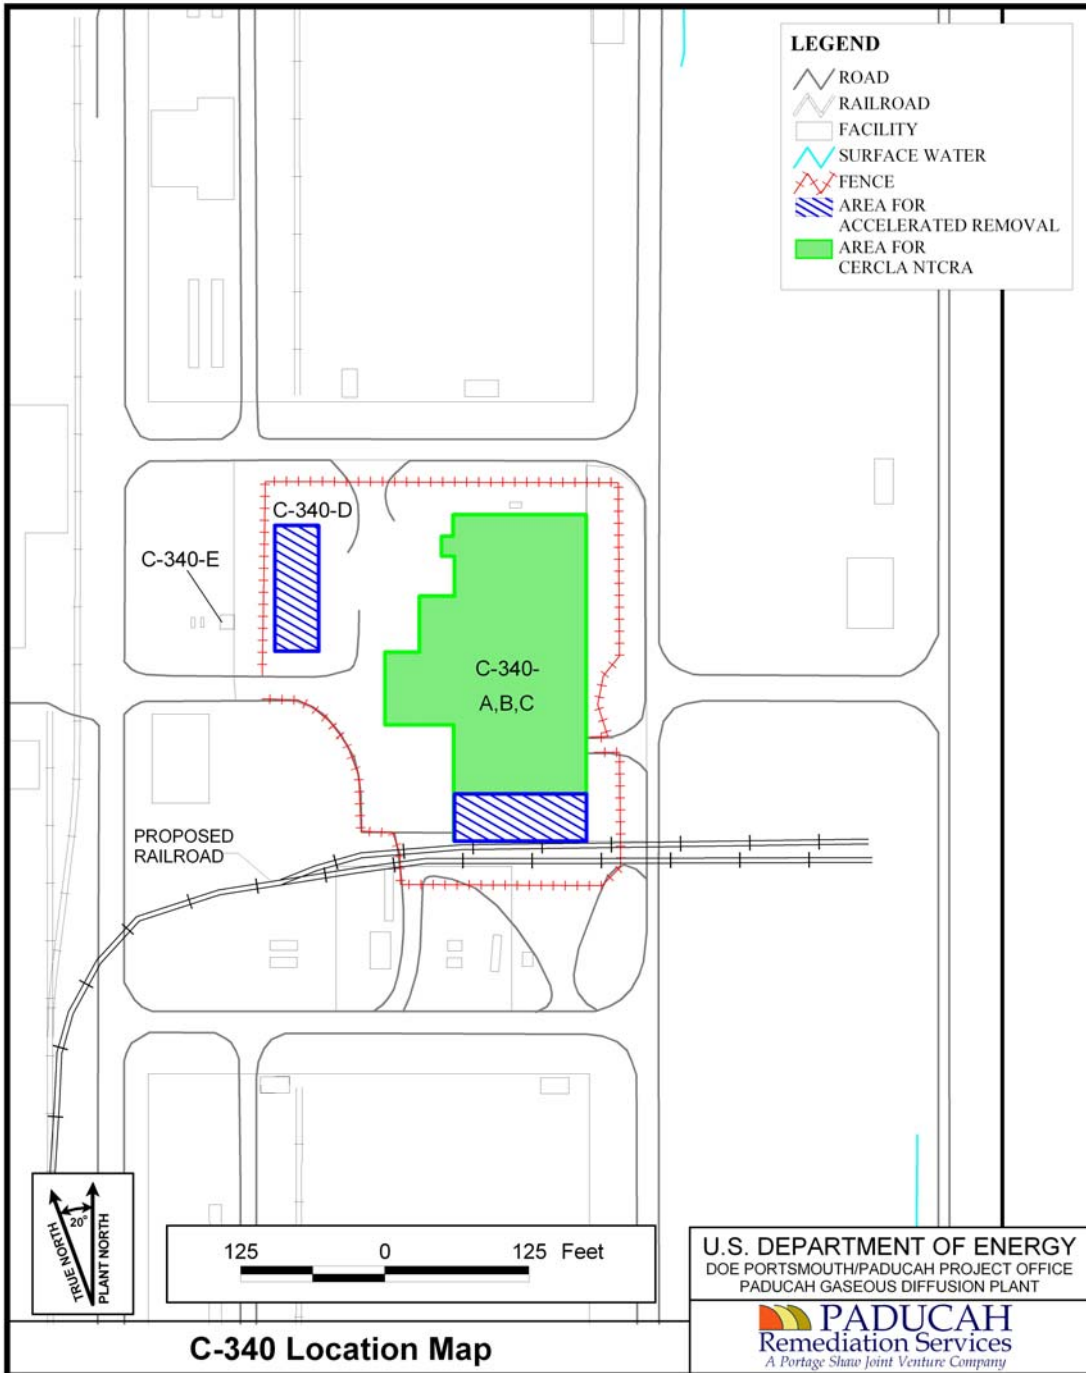 LEGEND
ROAD
RAILROAD
FACILITY
SURFACE WATER
FENCE
AREA FOR
ACCELERATED REMOVAL
AREA FOR
CERCLA NTCRA
C-340-D
C-340-E
C-340-
A,B,C
PROPOSED
RAILROAD
TRUE NORTH
20°
PLANT NORTH
125 0 125 Feet
C-340 Location Map
U.S. DEPARTMENT OF ENERGY
DOE PORTSMOUTH/PADUCAH PROJECT OFFICE
PADUCAH GASEOUS DIFFUSION PLANT
PADUCAH
Remediation Services
A Portage Shaw Joint Venture Company